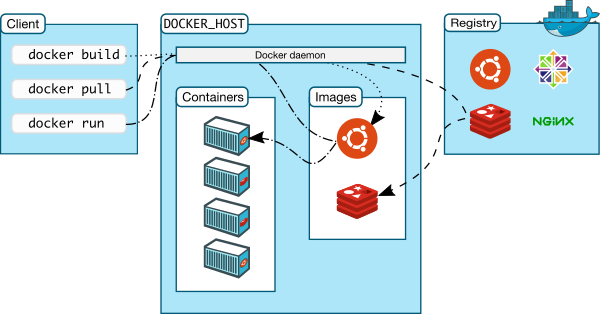 Client
docker build
docker pull
docker run
DOCKER_HOST
Docker daemon
Containers
Images
Registry
NGINX